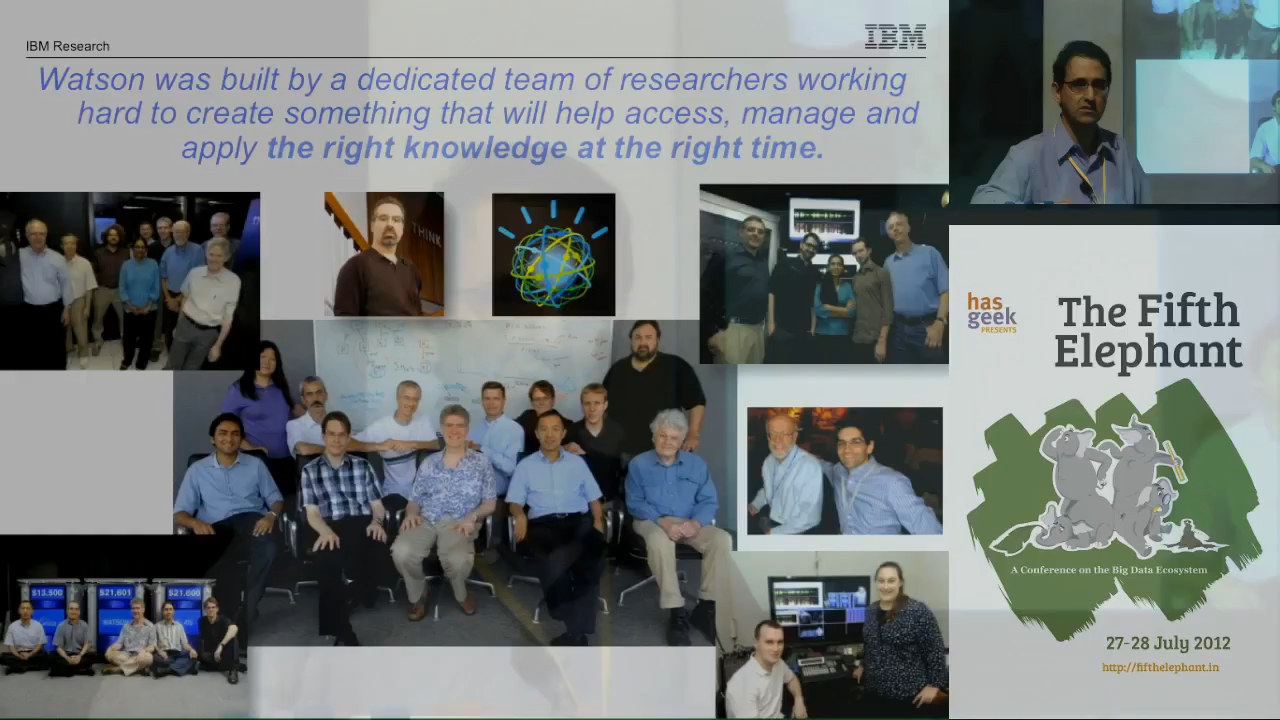 IBM Research
IBM
Watson was built by a dedicated team of researchers working
hard to create something that will help access, manage and
apply the right knowledge at the right time.
THINK
$13,500
$21,601
$21,000
has
geek
PRESENTS
The Fifth
Elephant
A Conference on the Big Data Ecosystem
27-28 July 2012
http://fifthelephant.in